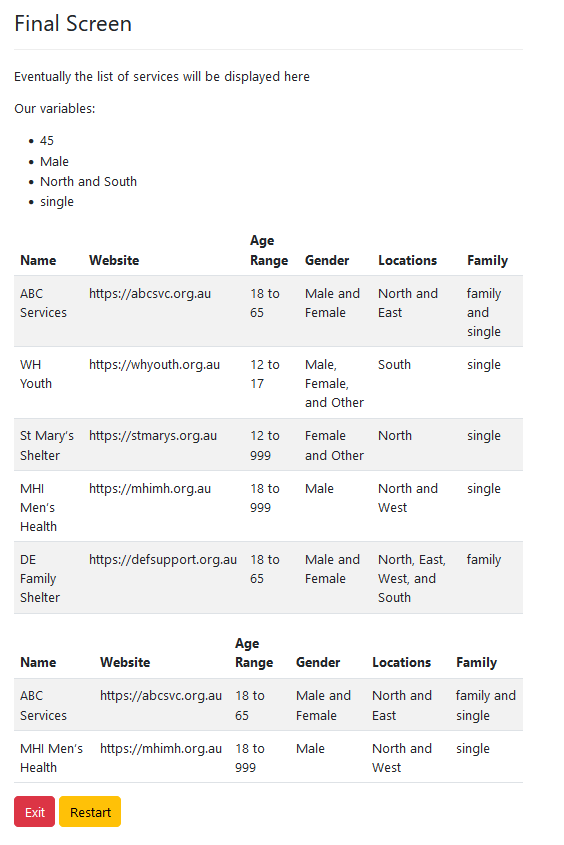 Final Screen
Eventually the list of services will be displayed here
Our variables:
• 45
• Male
• North and South
• single
Name Website Age Range Gender Locations Family
ABC Services https://abcsvc.org.au 18 to 65 Male and Female North and East family and single
WH Youth https://whyouth.org.au 12 to 17 Male, Female, and Other South single
St Mary's Shelter https://stmarys.org.au 12 to 999 Female and Other North single
MHI Men's Health https://mhimh.org.au 18 to 999 Male North and West single
DE Family Shelter https://defsupport.org.au 18 to 65 Male and Female North, East, West, and South family
Name Website Age Range Gender Locations Family
ABC Services https://abcsvc.org.au 18 to 65 Male and Female North and East family and single
MHI Men's Health https://mhimh.org.au 18 to 999 Male North and West single
Exit Restart